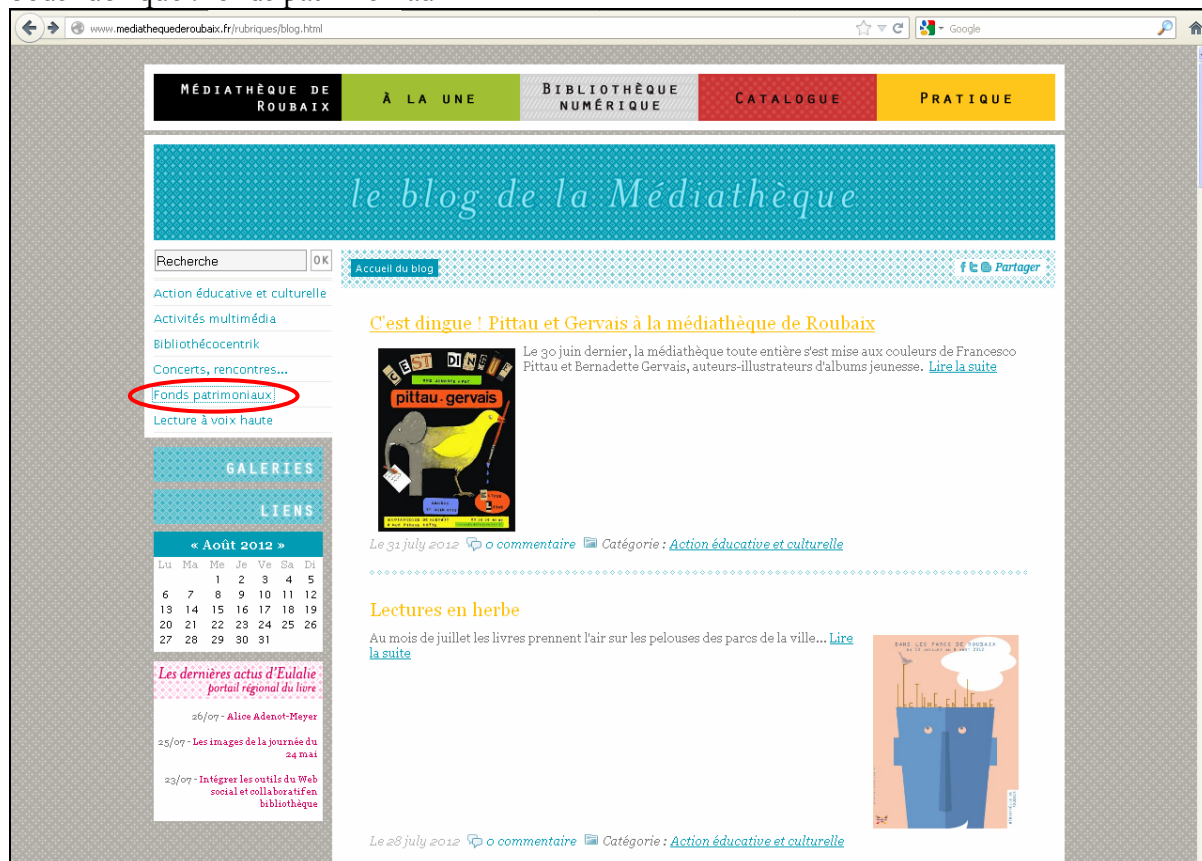 www.mediathequederoubaix.fr/rubriques/blog.html
Google
MÉDIATHÈQUE DE
ROUBAIX
À LA UNE
BIBLIOTHÈQUE
NUMÉRIQUE
CATALOGUE
PRATIQUE
le blog de la Médiathèque
Recherche
OK
Action éducative et culturelle
Activités multimédia
Bibliothécocentrik
Concerts, rencontres...
Fonds patrimoniaux
Lecture à voix haute
GALERIES
LIENS
« Août 2012 »
Lu Ma Me Je Ve Sa Di
1 2 3 4 5
6 7 8 9 10 11 12
13 14 15 16 17 18 19
20 21 22 23 24 25 26
27 28 29 30 31
Les dernières actus d'Eulalie
portail régional du livre
26/07 - Alice Adenot-Meyer
25/07 - Les images de la journée du
24 mai
23/07 - Intégrer les outils du Web
social et collaboratif en
bibliothèque
Accueil du blog
Partager
C'est dingue ! Pittau et Gervais à la médiathèque de Roubaix
C'EST DINGUE
pittau-gervais
Le 30 juin dernier, la médiathèque toute entière s'est mise aux couleurs de Francesco
Pittau et Bernadette Gervais, auteurs-illustrateurs d'albums jeunesse. Lire la suite
Le 31 july 2012 0 commentaire Catégorie : Action éducative et culturelle
Lectures en herbe
Au mois de juillet les livres prennent l'air sur les pelouses des parcs de la ville... Lire
la suite
DANS LES PARCS DE ROUBAIX
Le 28 july 2012 0 commentaire Catégorie : Action éducative et culturelle